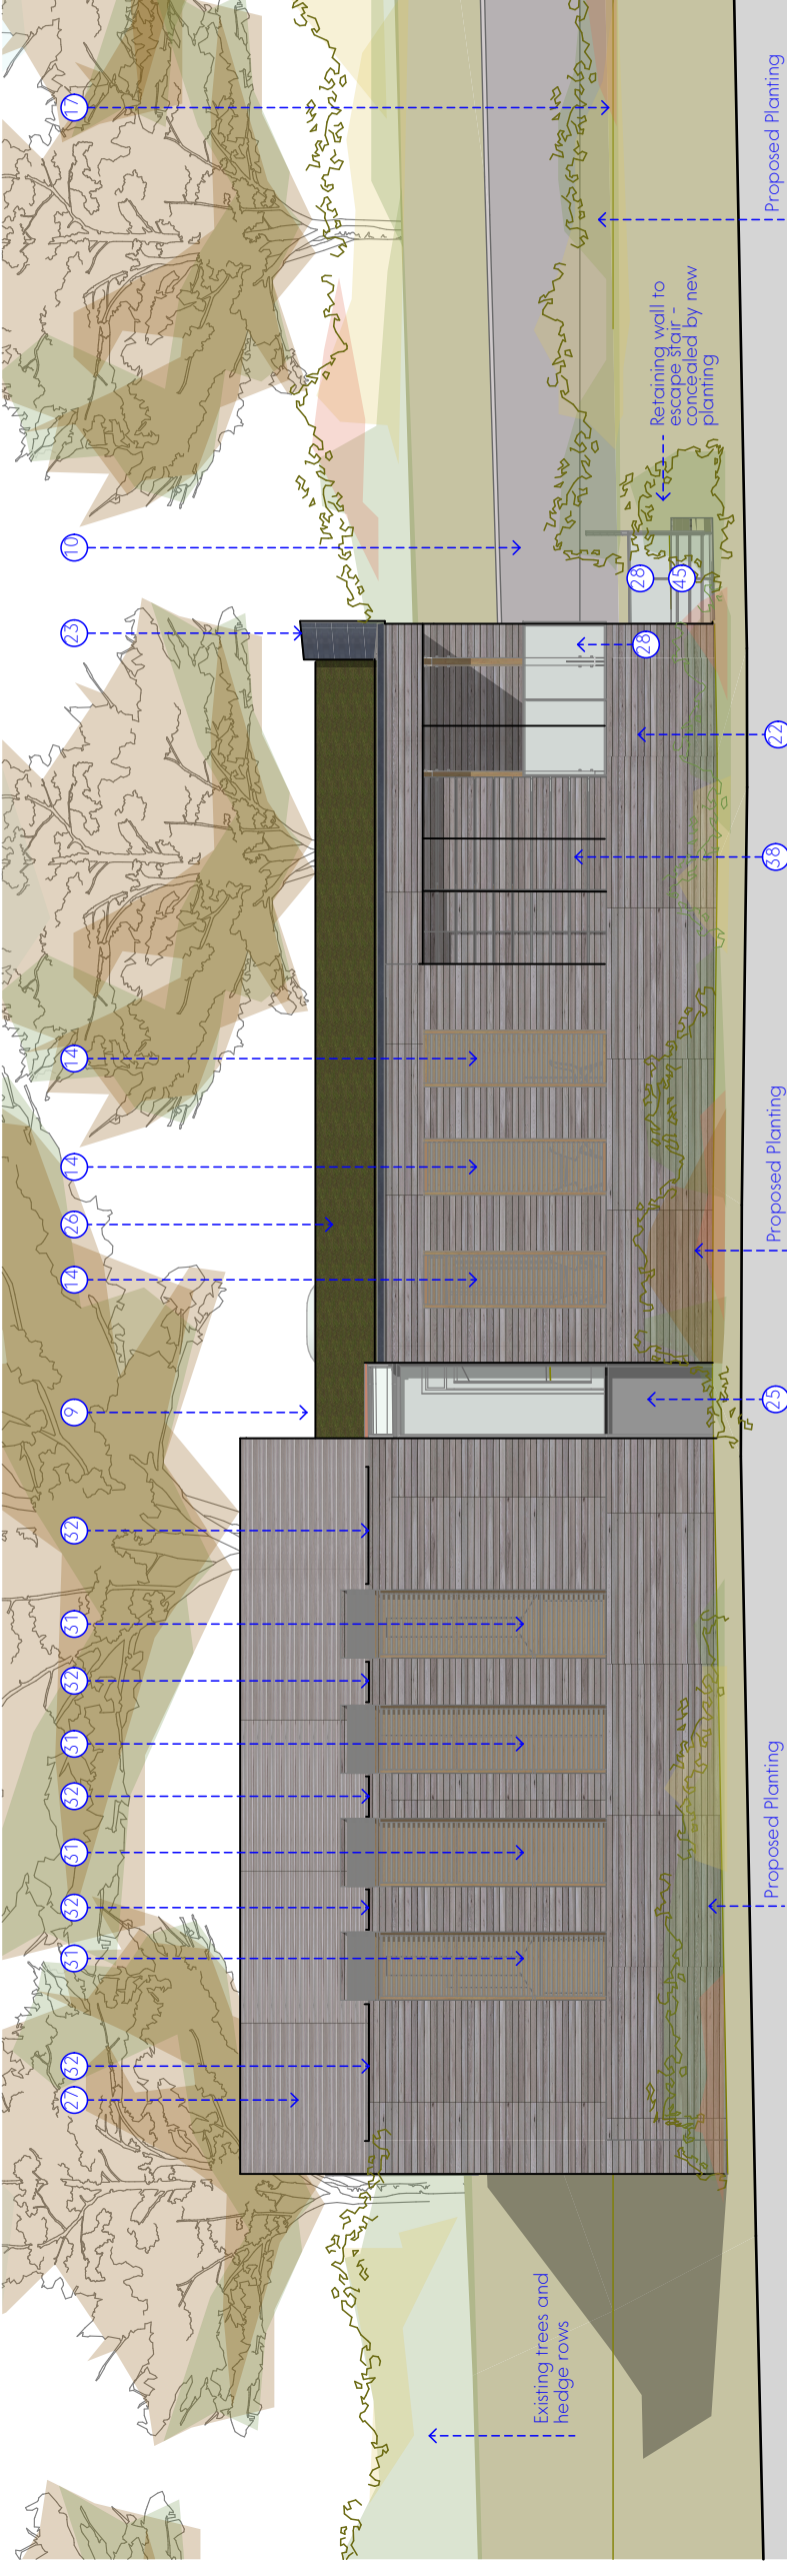 27
32
31
32
31
32
31
32
31
32
9
14
26
14
14
23
10
17
Existing trees and
hedge rows
28
28
45
Retaining wall to
escape stair -
concealed by new
planting
Proposed Planting
25
Proposed Planting
38
22
Proposed Planting